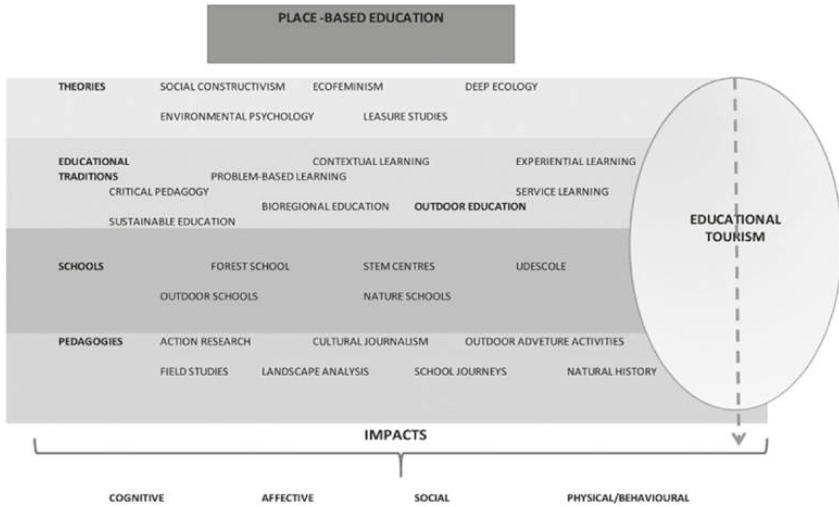 PLACE -BASED EDUCATION
THEORIES SOCIAL CONSTRUCTIVISM ECOFEMINISM DEEP ECOLOGY
ENVIRONMENTAL PSYCHOLOGY LEASURE STUDIES
EDUCATIONAL CONTEXTUAL LEARNING EXPERIENTIAL LEARNING
TRADITIONS PROBLEM-BASED LEARNING
CRITICAL PEDAGOGY SERVICE LEARNING
BIOREGIONAL EDUCATION OUTDOOR EDUCATION
SUSTAINABLE EDUCATION
EDUCATIONAL
TOURISM
SCHOOLS FOREST SCHOOL STEM CENTRES UDESCOLE
OUTDOOR SCHOOLS NATURE SCHOOLS
PEDAGOGIES ACTION RESEARCH CULTURAL JOURNALISM OUTDOOR ADVETURE ACTIVITIES
FIELD STUDIES LANDSCAPE ANALYSIS SCHOOL JOURNEYS NATURAL HISTORY
IMPACTS
COGNITIVE AFFECTIVE SOCIAL PHYSICAL/BEHAVIOURAL